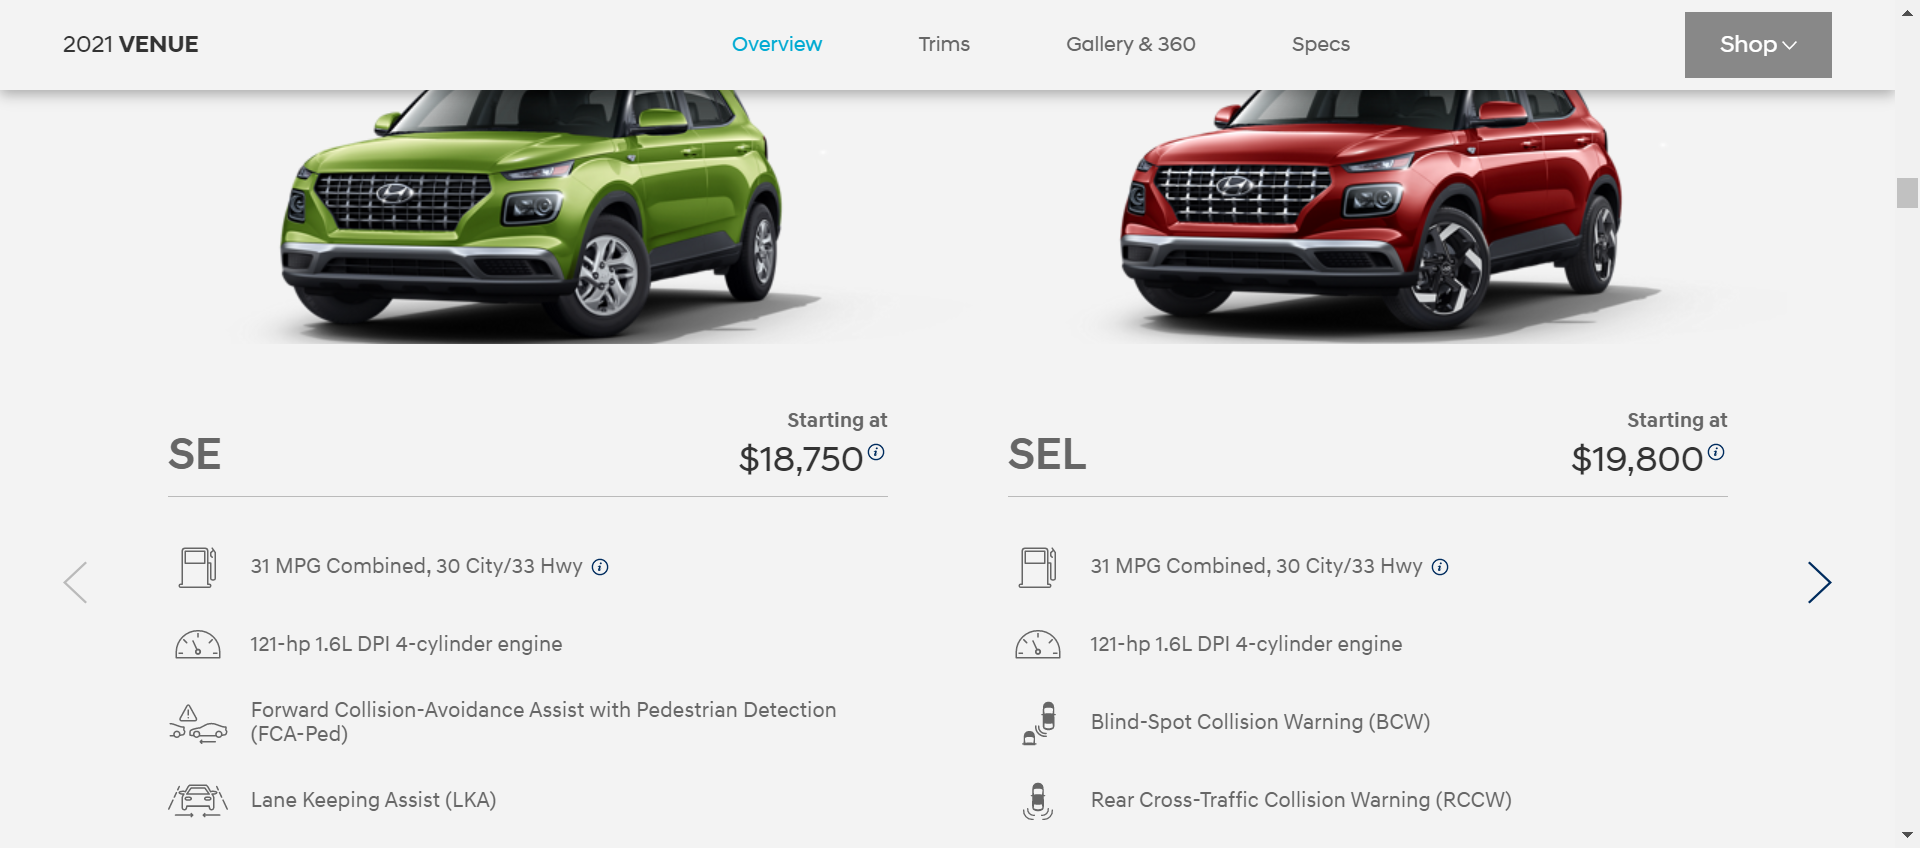 2021 VENUE
Overview
Trims
Gallery & 360
Specs
Shop
Starting at
SE
$18,750
31 MPG Combined, 30 City/33 Hwy
121-hp 1.6L DPI 4-cylinder engine
Forward Collision-Avoidance Assist with Pedestrian Detection
(FCA-Ped)
Lane Keeping Assist (LKA)
Starting at
SEL
$19,800
31 MPG Combined, 30 City/33 Hwy
121-hp 1.6L DPI 4-cylinder engine
Blind-Spot Collision Warning (BCW)
Rear Cross-Traffic Collision Warning (RCCW)